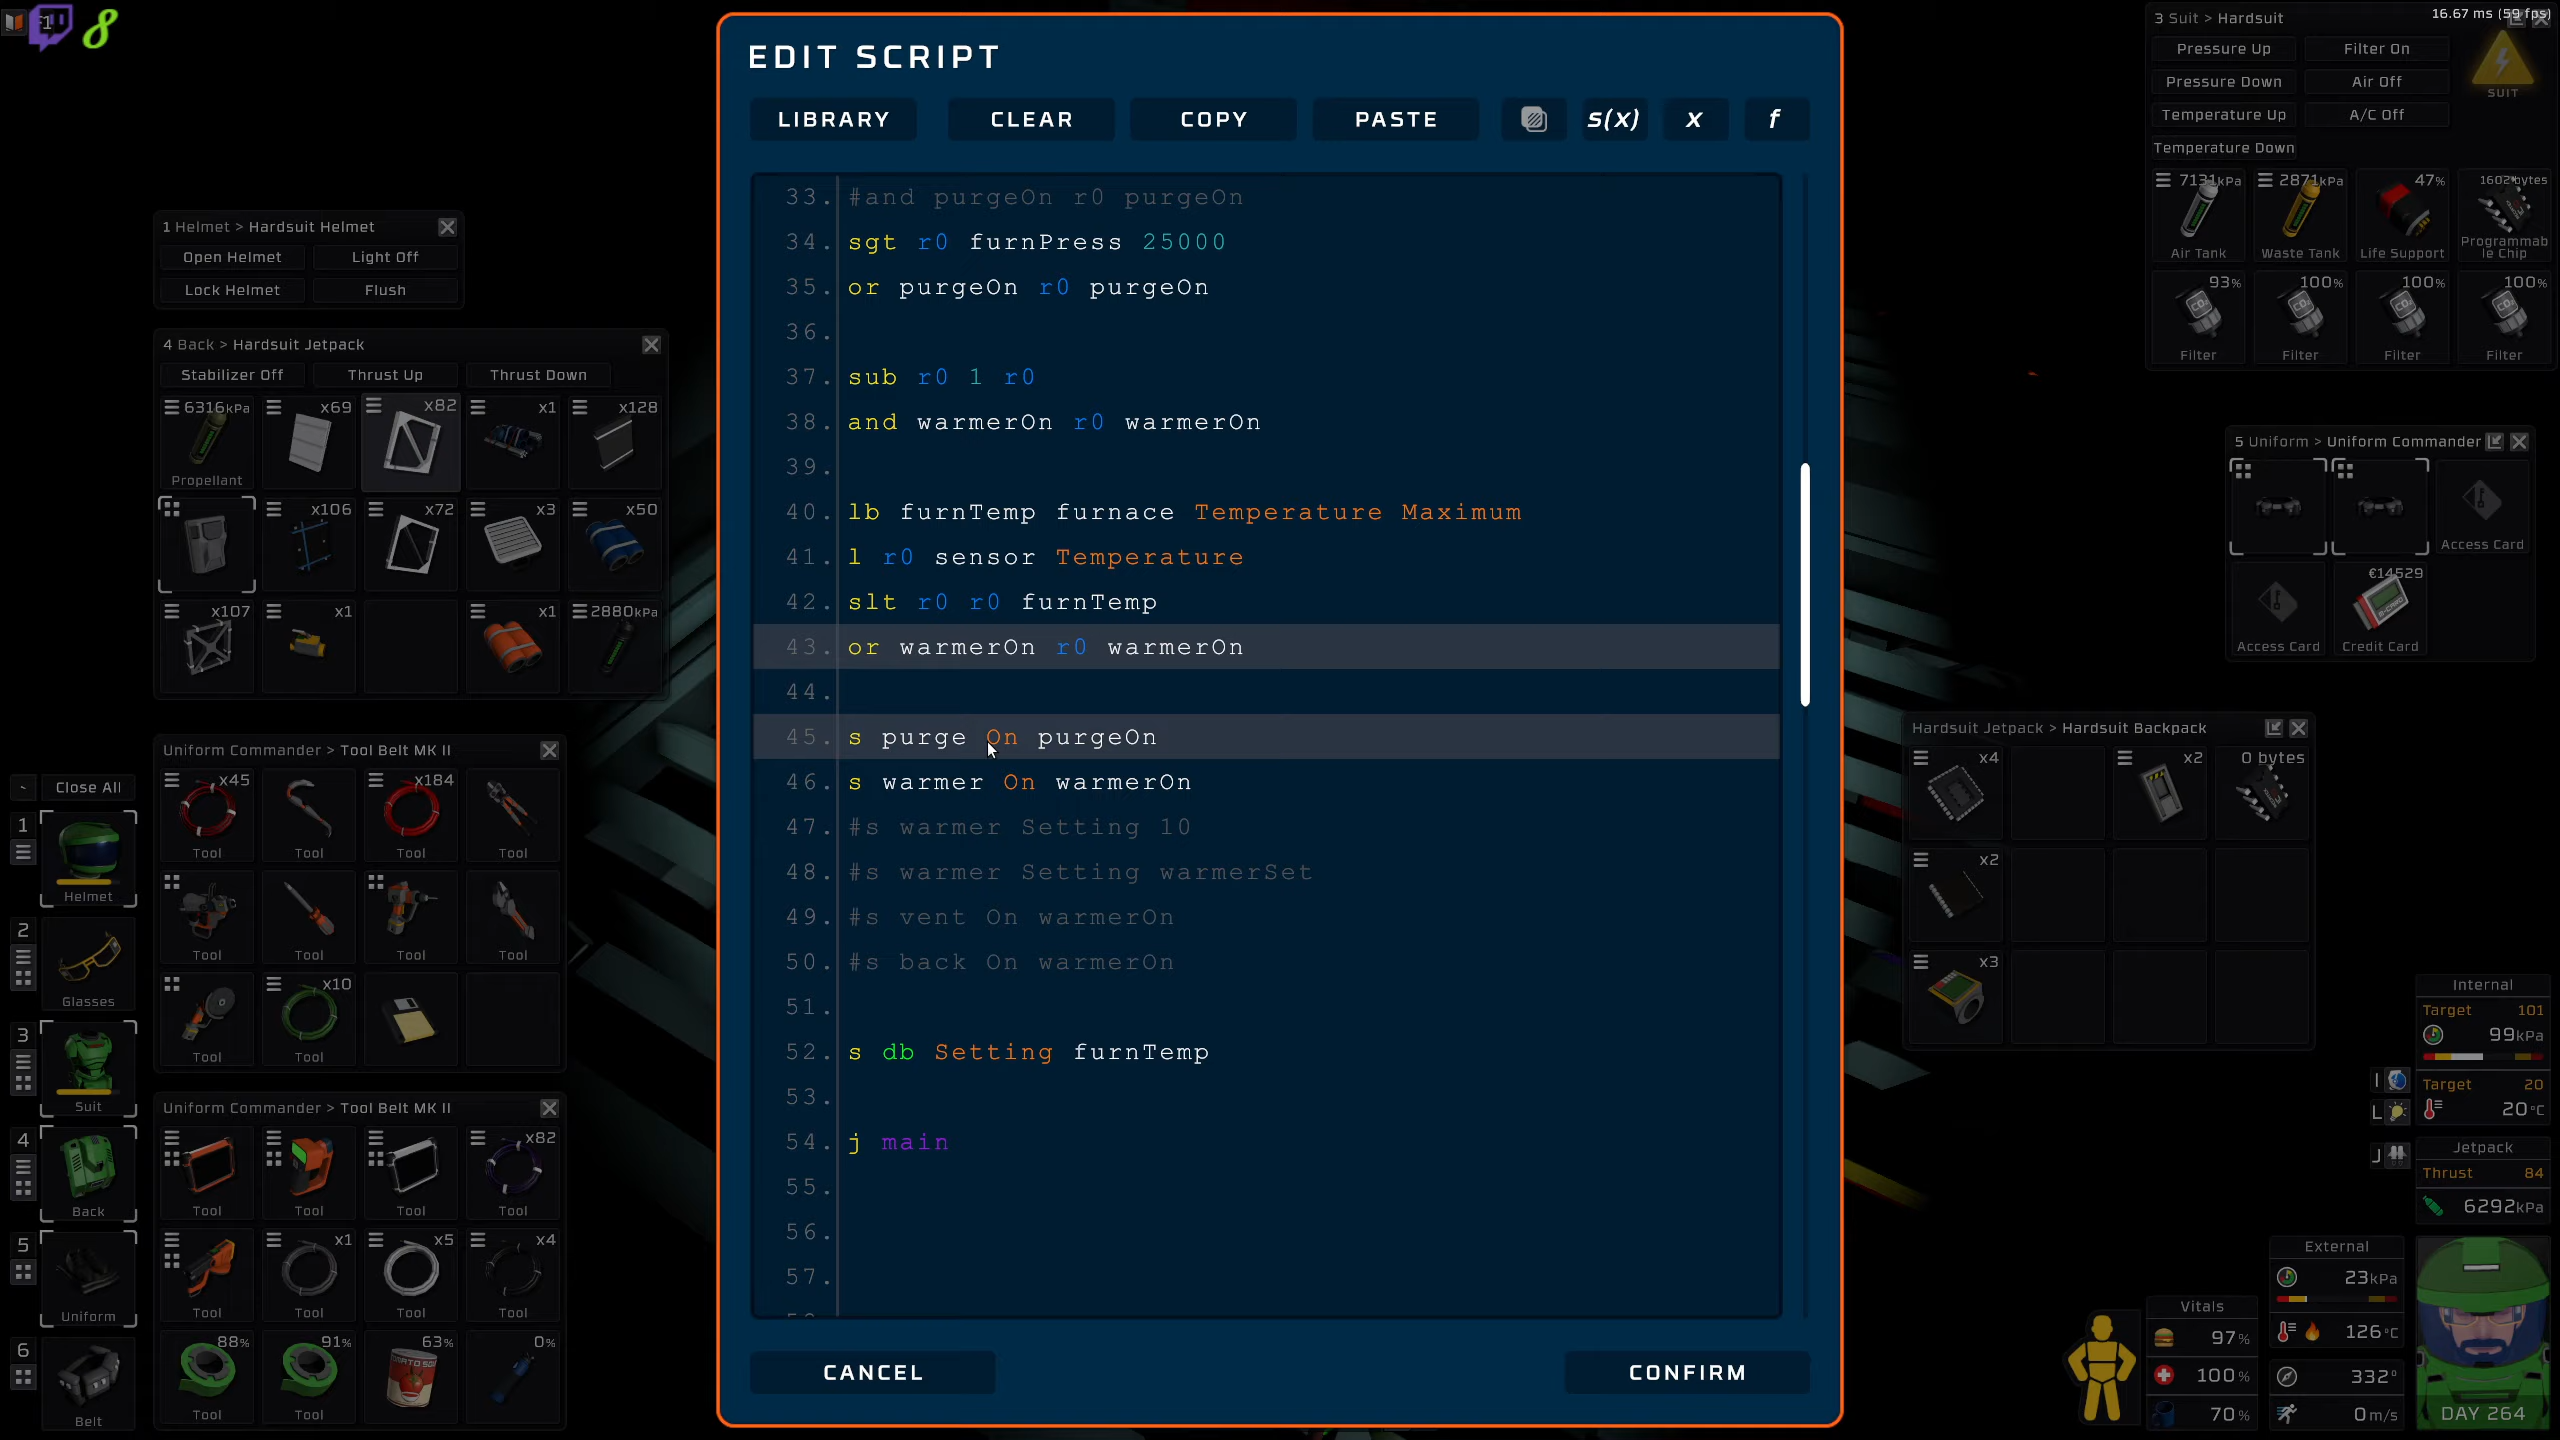 16.67 ms (59 fps)
F1
8
EDIT SCRIPT
LIBRARY
CLEAR
COPY
PASTE
s(x)
x
f
33. #and purgeOn r0 purgeOn
34. sgt r0 furnPress 25000
35. or purgeOn r0 purgeOn
36.
37. sub r0 1 r0
38. and warmerOn r0 warmerOn
39.
40. lb furnTemp furnace Temperature Maximum
41. l r0 sensor Temperature
42. slt r0 r0 furnTemp
43. or warmerOn r0 warmerOn
44.
45. s purge On purgeOn
46. s warmer On warmerOn
47. #s warmer Setting 10
48. #s warmer Setting warmerSet
49. #s vent On warmerOn
50. #s back On warmerOn
51.
52. s db Setting furnTemp
53.
54. j main
55.
56.
57.
CANCEL
CONFIRM
1 Helmet > Hardsuit Helmet
Open Helmet
Light Off
Lock Helmet
Flush
4 Back > Hardsuit Jetpack
Stabilizer Off
Thrust Up
Thrust Down
6316kPa
x69
x82
x1
x128
Propellant
x106
x72
x3
x50
x107
x1
x1
2880kPa
Uniform Commander > Tool Belt MK II
x45
x184
Tool
Tool
Tool
Tool
Tool
Tool
Tool
Tool
x10
Tool
Tool
Tool
Uniform Commander > Tool Belt MK II
x82
Tool
Tool
Tool
Tool
x1
x5
x4
Tool
Tool
Tool
Tool
88%
91%
63%
0%
Tool
Tool
Tool
Tool
~
Close All
1
Helmet
2
Glasses
3
Suit
4
Back
5
Uniform
6
Belt
3 Suit > Hardsuit
Pressure Up
Filter On
Pressure Down
Air Off
Temperature Up
A/C Off
Temperature Down
SUIT
7131kPa
2871kPa
47%
1602 bytes
Air Tank
Waste Tank
Life Support
Programmab
le Chip
93%
100%
100%
100%
Filter
Filter
Filter
Filter
5 Uniform > Uniform Commander
Access Card
€14529
Access Card
Credit Card
Hardsuit Jetpack > Hardsuit Backpack
x4
x2
0 bytes
x2
x3
Internal
Target 101
99kPa
Target 20
20°C
I
L
J
Jetpack
Thrust 84
6292kPa
External
23kPa
126°C
332°
0m/s
Vitals
97%
100%
70%
DAY 264